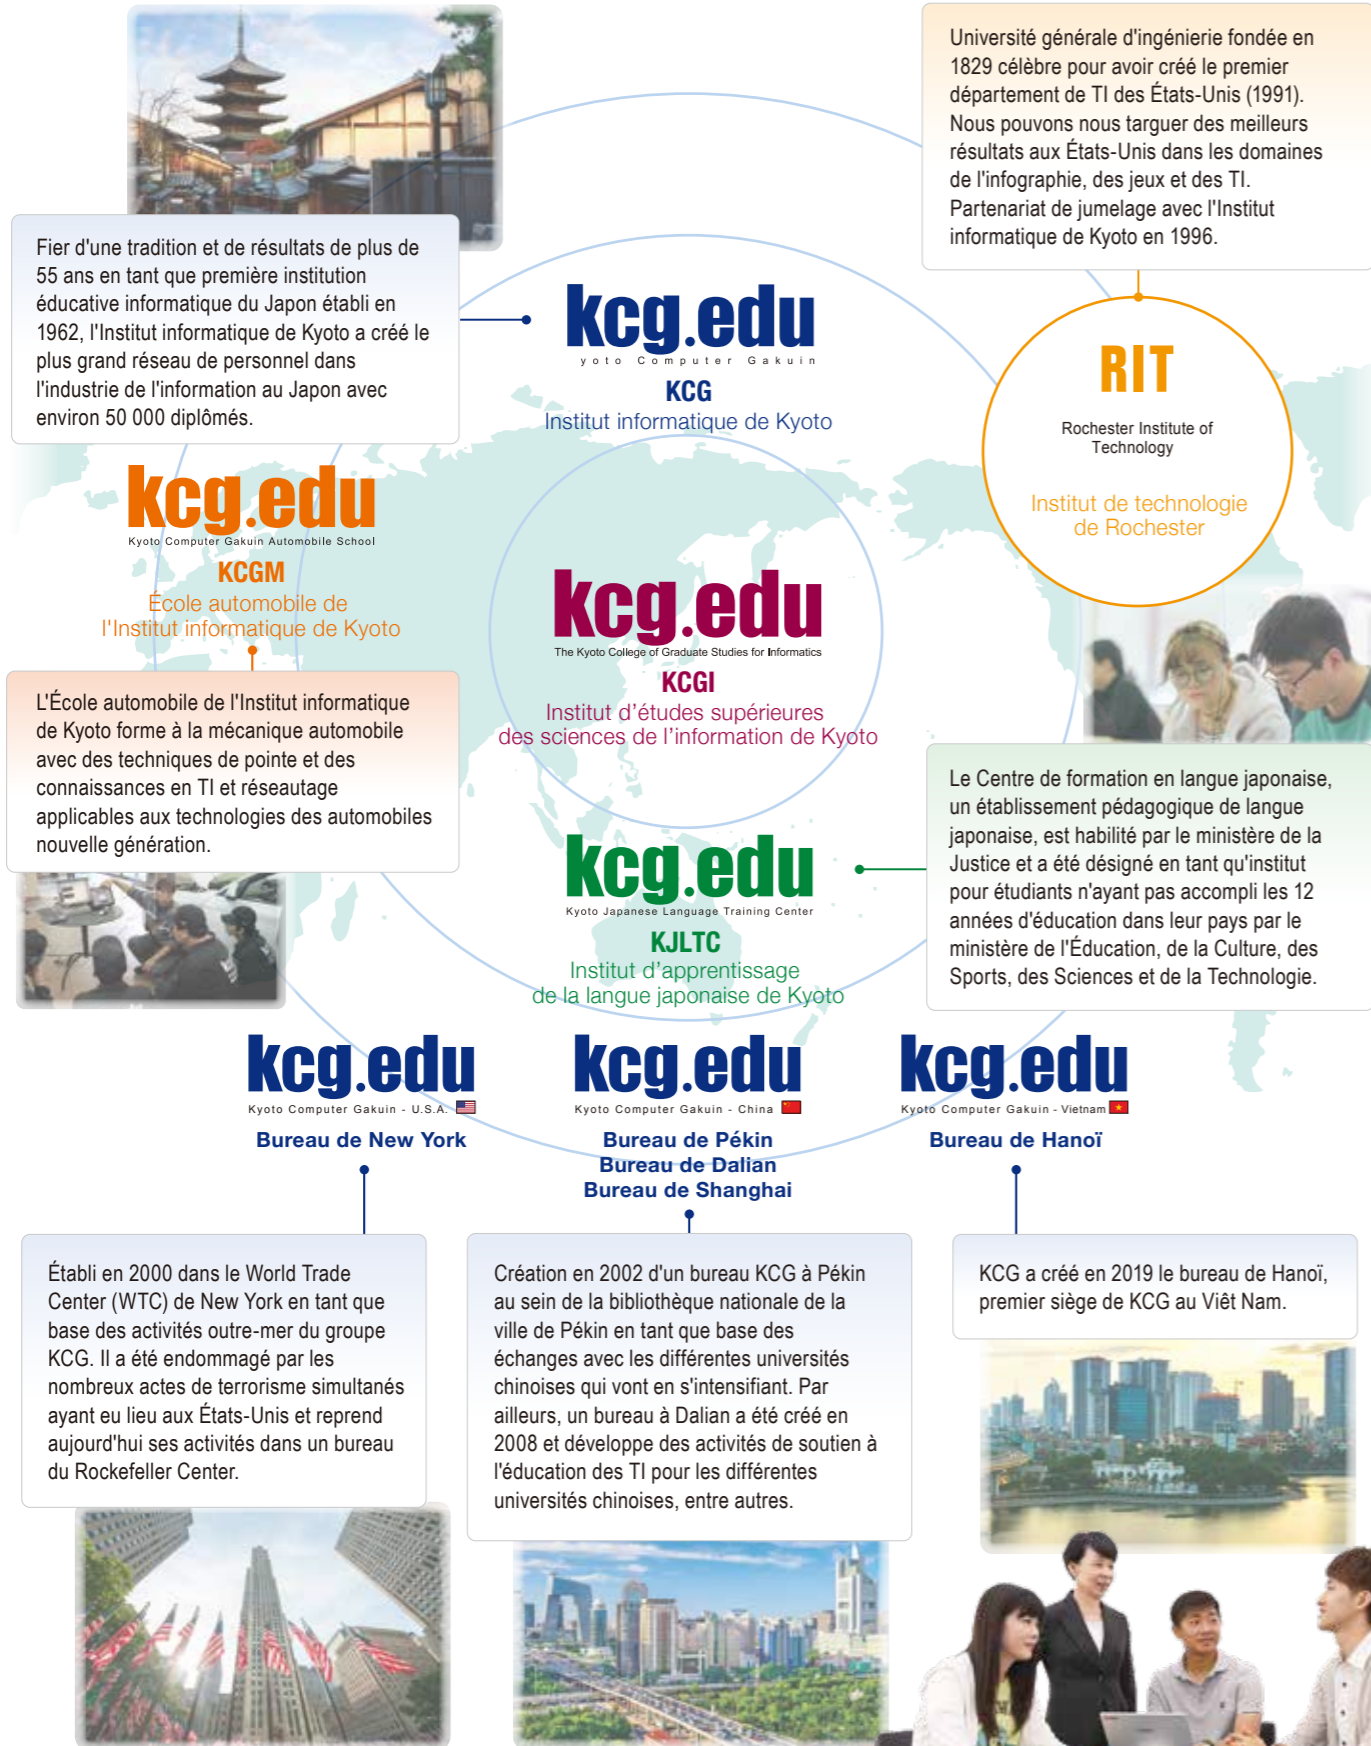 Université générale d'ingénierie fondée en
1829 célèbre pour avoir créé le premier
département de TI des États-Unis (1991).
Nous pouvons nous targuer des meilleurs
résultats aux États-Unis dans les domaines
de l'infographie, des jeux et des TI.
Partenariat de jumelage avec l'Institut
informatique de Kyoto en 1996.
Fier d'une tradition et de résultats de plus de
55 ans en tant que première institution
éducative informatique du Japon établi en
1962, l'Institut informatique de Kyoto a créé le
plus grand réseau de personnel dans
l'industrie de l'information au Japon avec
environ 50 000 diplômés.
kcg.edu
yoto Computer Gakuin
KCG
Institut informatique de Kyoto
RIT
Rochester Institute of
Technology
Institut de technologie
de Rochester
kcg.edu
Kyoto Computer Gakuin Automobile School
KCGM
École automobile de
l'Institut informatique de Kyoto
kcg.edu
The Kyoto College of Graduate Studies for Informatics
KCGI
Institut d'études supérieures
des sciences de l'information de Kyoto
L'École automobile de l'Institut informatique
de Kyoto forme à la mécanique automobile
avec des techniques de pointe et des
connaissances en TI et réseautage
applicables aux technologies des automobiles
nouvelle génération.
kcg.edu
Kyoto Japanese Language Training Center
KJLTC
Institut d'apprentissage
de la langue japonaise de Kyoto
Le Centre de formation en langue japonaise,
un établissement pédagogique de langue
japonaise, est habilité par le ministère de la
Justice et a été désigné en tant qu'institut
pour étudiants n'ayant pas accompli les 12
années d'éducation dans leur pays par le
ministère de l'Éducation, de la Culture, des
Sports, des Sciences et de la Technologie.
kcg.edu
Kyoto Computer Gakuin - U.S.A.
Bureau de New York
kcg.edu
Kyoto Computer Gakuin - China
Bureau de Pékin
Bureau de Dalian
Bureau de Shanghai
kcg.edu
Kyoto Computer Gakuin - Vietnam
Bureau de Hanoï
Établi en 2000 dans le World Trade
Center (WTC) de New York en tant que
base des activités outre-mer du groupe
KCG. Il a été endommagé par les
nombreux actes de terrorisme simultanés
ayant eu lieu aux États-Unis et reprend
aujourd'hui ses activités dans un bureau
du Rockefeller Center.
Création en 2002 d'un bureau KCG à Pékin
au sein de la bibliothèque nationale de la
ville de Pékin en tant que base des
échanges avec les différentes universités
chinoises qui vont en s'intensifiant. Par
ailleurs, un bureau à Dalian a été créé en
2008 et développe des activités de soutien à
l'éducation des TI pour les différentes
universités chinoises, entre autres.
KCG a créé en 2019 le bureau de Hanoï,
premier siège de KCG au Viêt Nam.